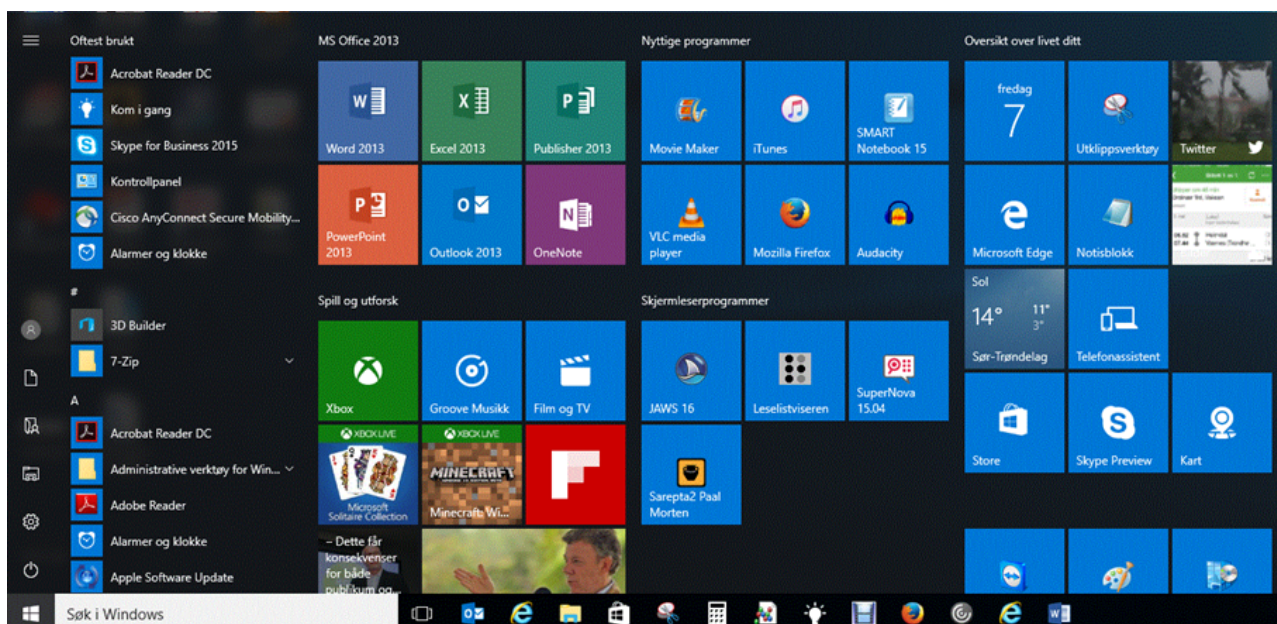 Oftest brukt
Acrobat Reader DC
Kom i gang
Skype for Business 2015
Kontrollpanel
Cisco AnyConnect Secure Mobility...
Alarmer og klokke
#
3D Builder
7-Zip
A
Acrobat Reader DC
Administrative verktøy for Win...
Adobe Reader
Alarmer og klokke
Apple Software Update
Søk i Windows
MS Office 2013
Word 2013
Excel 2013
Publisher 2013
PowerPoint
2013
Outlook 2013
OneNote
Spill og utforsk
Xbox
Groove Musikk
Film og TV
XBOX LIVE
Microsoft
Solitaire Collection
XBOX LIVE
MINECRAFT
Minecraft: Wi...
– Dette får
konsekvenser
for både
publikum og...
Nyttige programmer
Movie Maker
iTunes
SMART
Notebook 15
VLC media
player
Mozilla Firefox
Audacity
Skjermleserprogrammer
JAWS 16
Leselistviseren
SuperNova
15.04
Sarepta2 Paal
Morten
Oversikt over livet ditt
fredag
7
Utklippsverktøy
Twitter
Microsoft Edge
Notisblokk
Sol
14° 11°
3°
Sør-Trøndelag
Telefonassistent
Store
Skype Preview
Kart